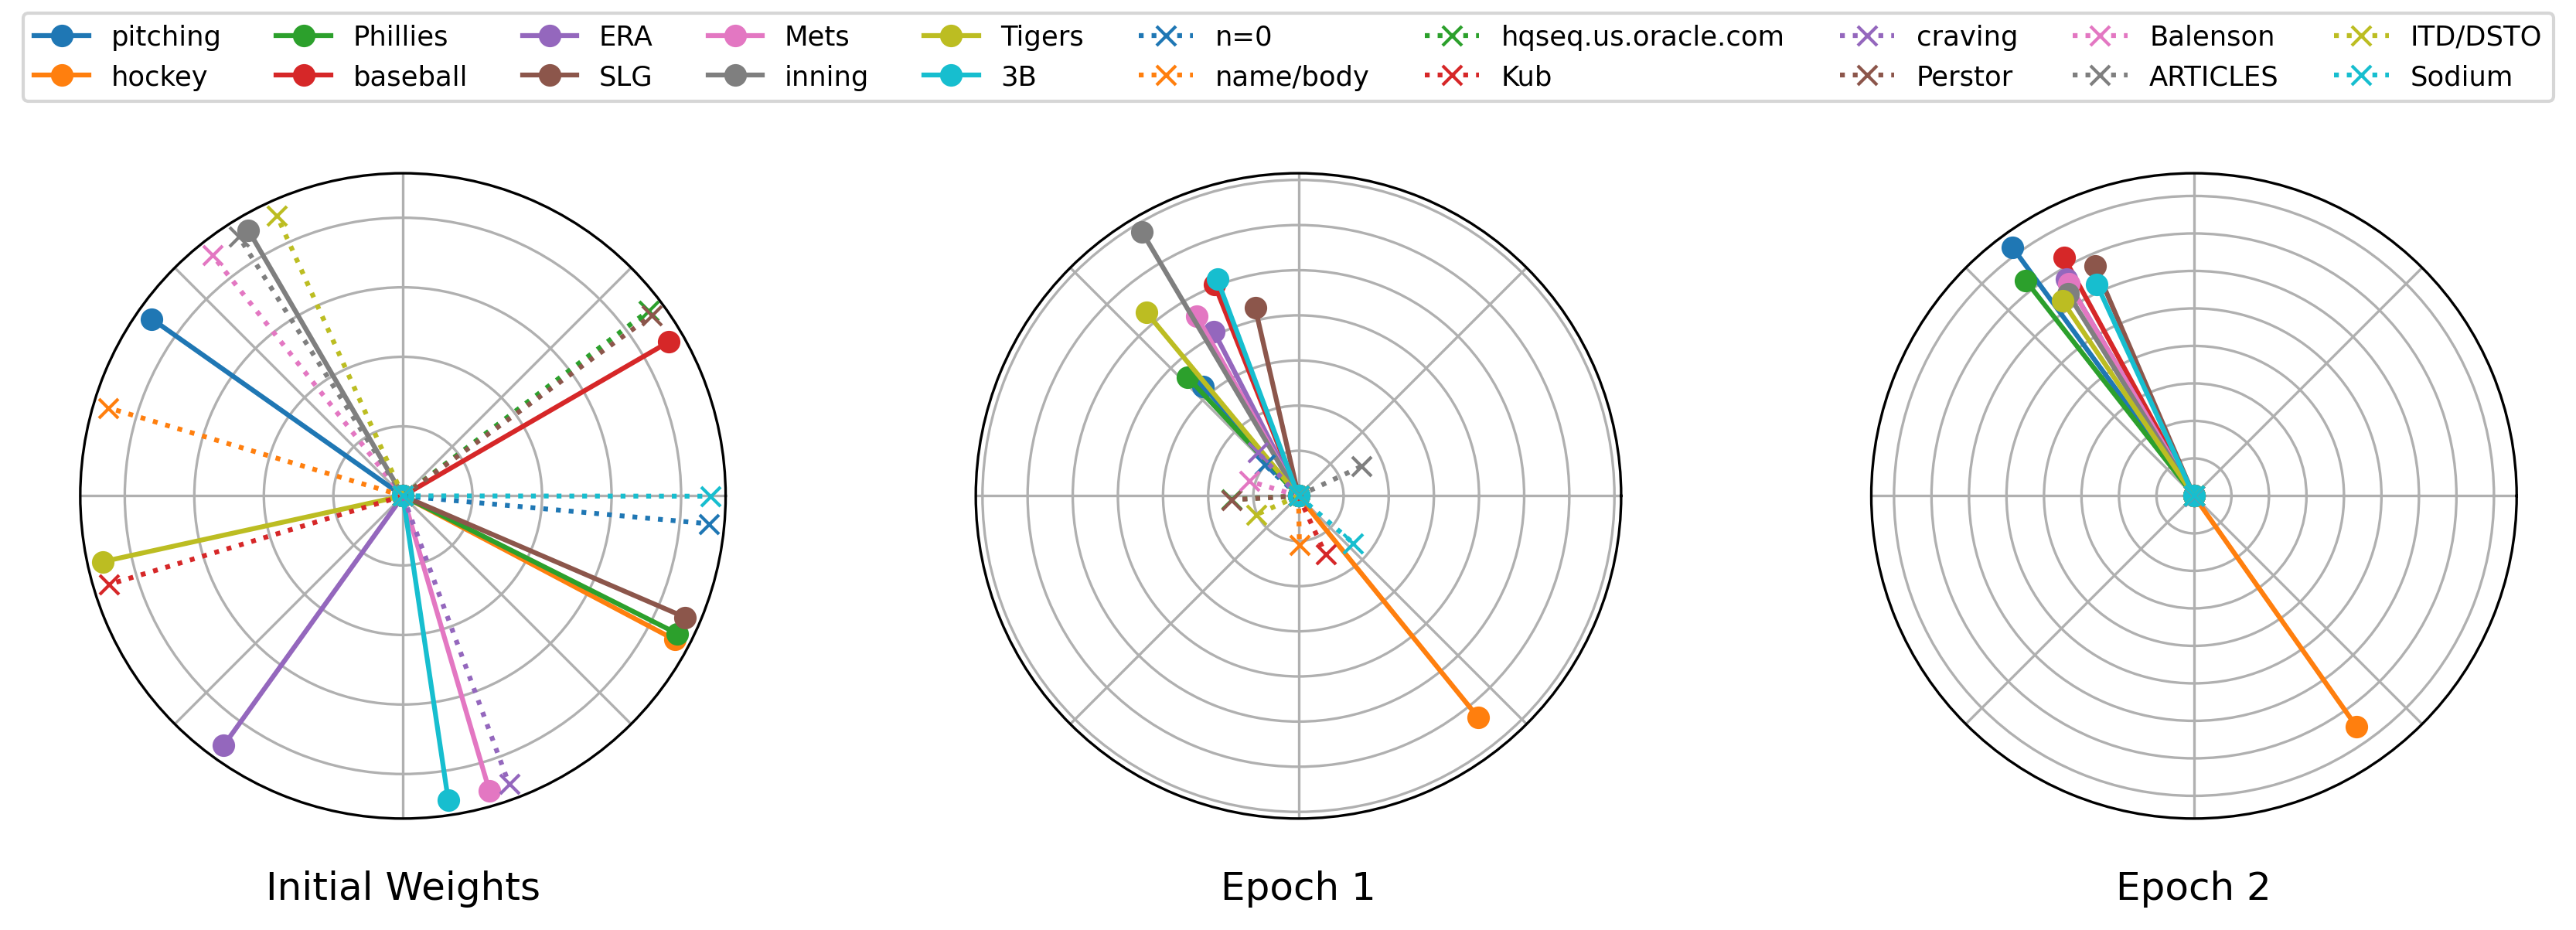 pitching Phillies ERA Mets Tigers n=0 hqseq.us.oracle.com craving Balenson ITD/DSTO
hockey baseball SLG inning 3B name/body Kub Perstor ARTICLES Sodium
Initial Weights Epoch 1 Epoch 2